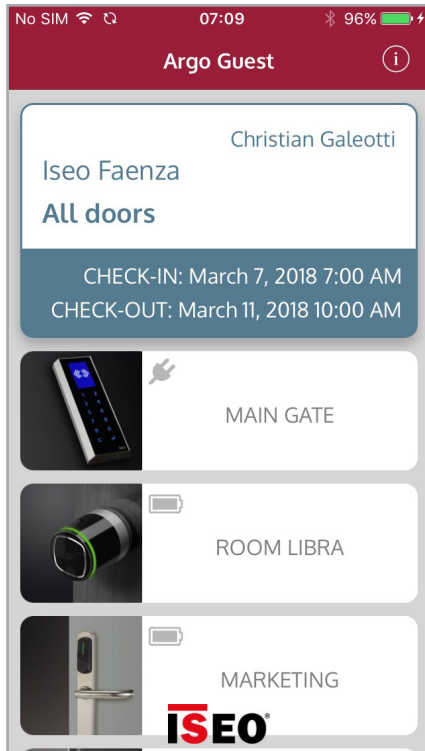 No SIM 07:09 96%
Argo Guest
Christian Galeotti
Iseo Faenza
All doors
CHECK-IN: March 7, 2018 7:00 AM
CHECK-OUT: March 11, 2018 10:00 AM
MAIN GATE
ROOM LIBRA
MARKETING
ISEO®